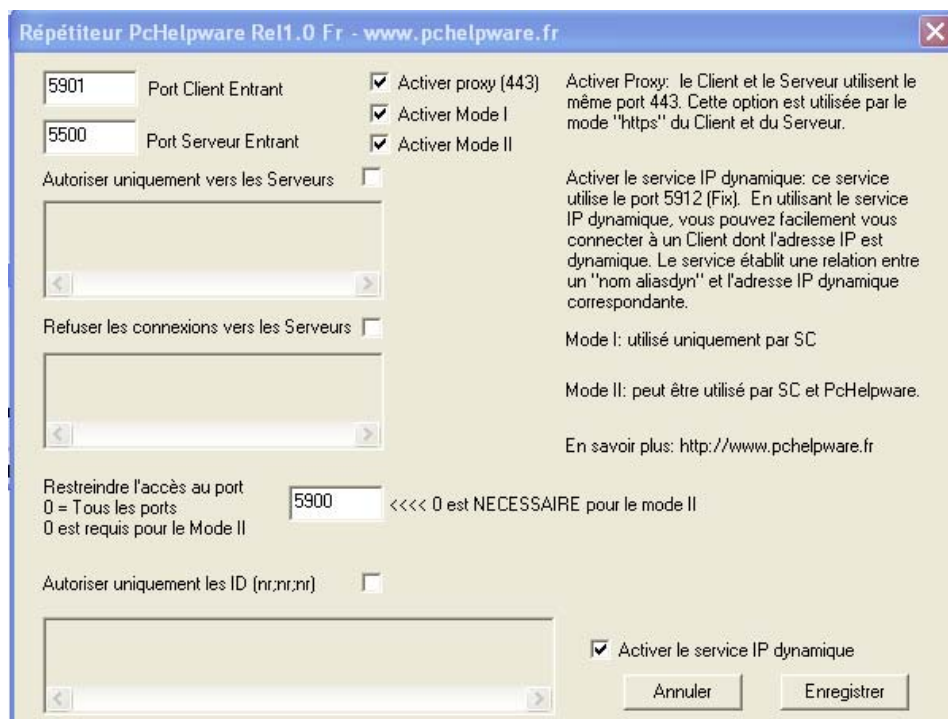 Répétiteur PcHelpware Rel1.0 Fr - www.pchelpware.fr
5901 Port Client Entrant
5500 Port Serveur Entrant
Activer proxy (443)
Activer Mode I
Activer Mode II
Autoriser uniquement vers les Serveurs
Refuser les connexions vers les Serveurs
Activer Proxy: le Client et le Serveur utilisent le
même port 443. Cette option est utilisée par le
mode "https" du Client et du Serveur.
Activer le service IP dynamique: ce service
utilise le port 5912 (Fix). En utilisant le service
IP dynamique, vous pouvez facilement vous
connecter à un Client dont l'adresse IP est
dynamique. Le service établit une relation entre
un "nom aliasdyn" et l'adresse IP dynamique
correspondante.
Mode I: utilisé uniquement par SC
Mode II: peut être utilisé par SC et PcHelpware.
En savoir plus: http://www.pchelpware.fr
Restreindre l'accès au port
0 = Tous les ports
0 est requis pour le Mode II
5900 <<<< 0 est NECESSAIRE pour le mode II
Autoriser uniquement les ID (nr;nr;nr)
Activer le service IP dynamique
Annuler
Enregistrer